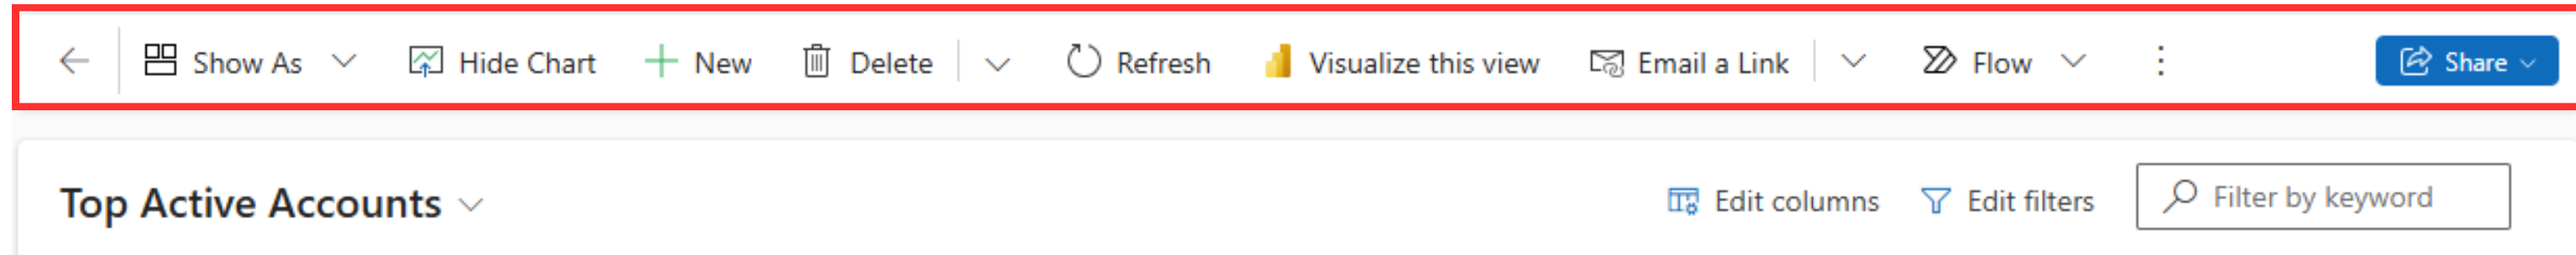 Show As Hide Chart New Delete Refresh Visualize this view Email a Link Flow Share
Top Active Accounts Edit columns Edit filters Filter by keyword